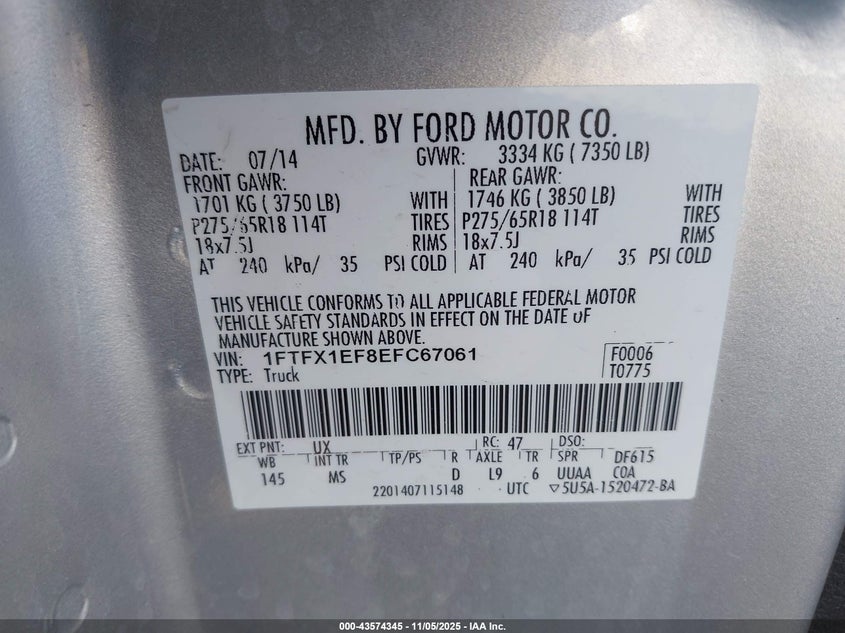 MFD. BY FORD MOTOR CO.
DATE: 07/14 GVWR: 3334 KG ( 7350 LB)
FRONT GAWR: REAR GAWR:
1701 KG ( 3750 LB) WITH 1746 KG ( 3850 LB) WITH
P275/65R18 114T TIRES P275/65R18 114T TIRES
18x7.5J RIMS 18x7.5J RIMS
AT 240 kPa/ 35 PSI COLD AT 240 kPa/ 35 PSI COLD
THIS VEHICLE CONFORMS TO ALL APPLICABLE FEDERAL MOTOR
VEHICLE SAFETY STANDARDS IN EFFECT ON THE DATE OF
MANUFACTURE SHOWN ABOVE.
VIN: 1FTFX1EF8EFC67061 F0006
TYPE: Truck T0775
EXT PNT: UX RC: 47 DSO:
WB INT TR TP/PS R AXLE TR SPR DF615
145 MS D L9 6 UUAA COA
2201407115148 UTC ▽5U5A-1520472-BA
000-43574345 - 11/05/2025 - IAA Inc.